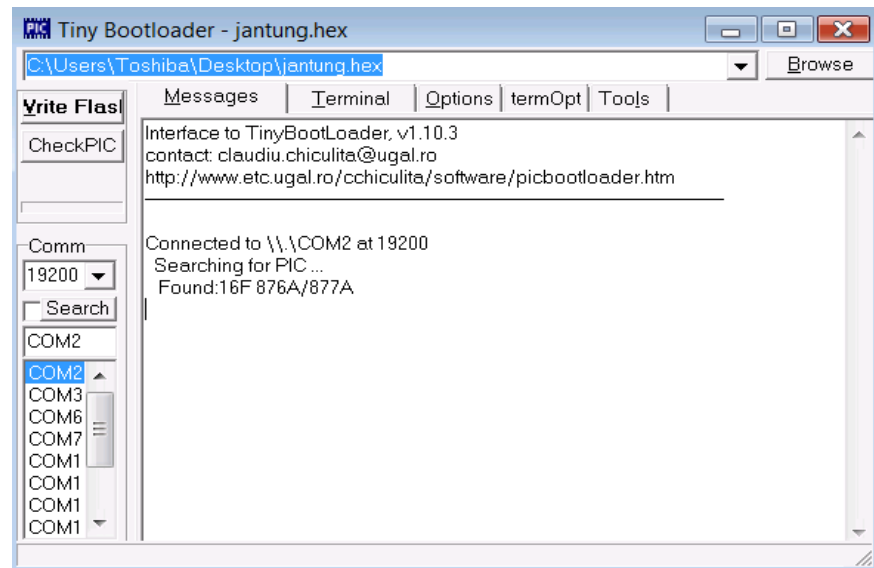 Tiny Bootloader - jantung.hex
C:\Users\Toshiba\Desktop\jantung.hex
Browse
Write Flasl
CheckPIC
Messages Terminal Options termOpt Tools
Interface to TinyBootLoader, v1.10.3
contact: claudiu.chiculita@ugal.ro
http://www.etc.ugal.ro/cchiculita/software/picbootloader.htm
Connected to \\.\COM2 at 19200
Searching for PIC ...
Found:16F 876A/877A
Comm
19200
Search
COM2
COM2
COM3
COM6
COM7
COM1
COM1
COM1
COM1